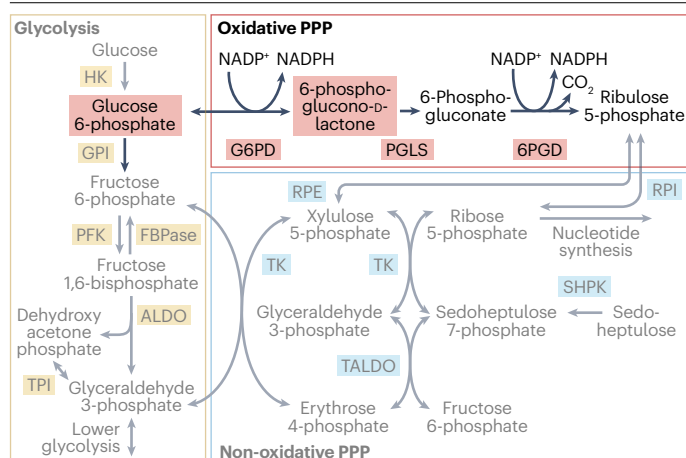 Glycolysis
Glucose
HK
Glucose
6-phosphate
GPI
Fructose
6-phosphate
PFK
FBPase
Fructose
1,6-bisphosphate
ALDO
Dehydroxy
acetone
phosphate
TPI
Glyceraldehyde
3-phosphate
Lower
glycolysis
Oxidative PPP
NADP⁺ NADPH
6-phospho-
glucono-D-
lactone
6-Phospho-
gluconate
NADP⁺ NADPH
CO₂
Ribulose
5-phosphate
G6PD
PGLS
6PGD
RPE
RPI
Xylulose
5-phosphate
Ribose
5-phosphate
Nucleotide
synthesis
TK
TK
SHPK
Glyceraldehyde
3-phosphate
Sedoheptulose
7-phosphate
Sedo-
heptulose
TALDO
Erythrose
4-phosphate
Fructose
6-phosphate
Non-oxidative PPP